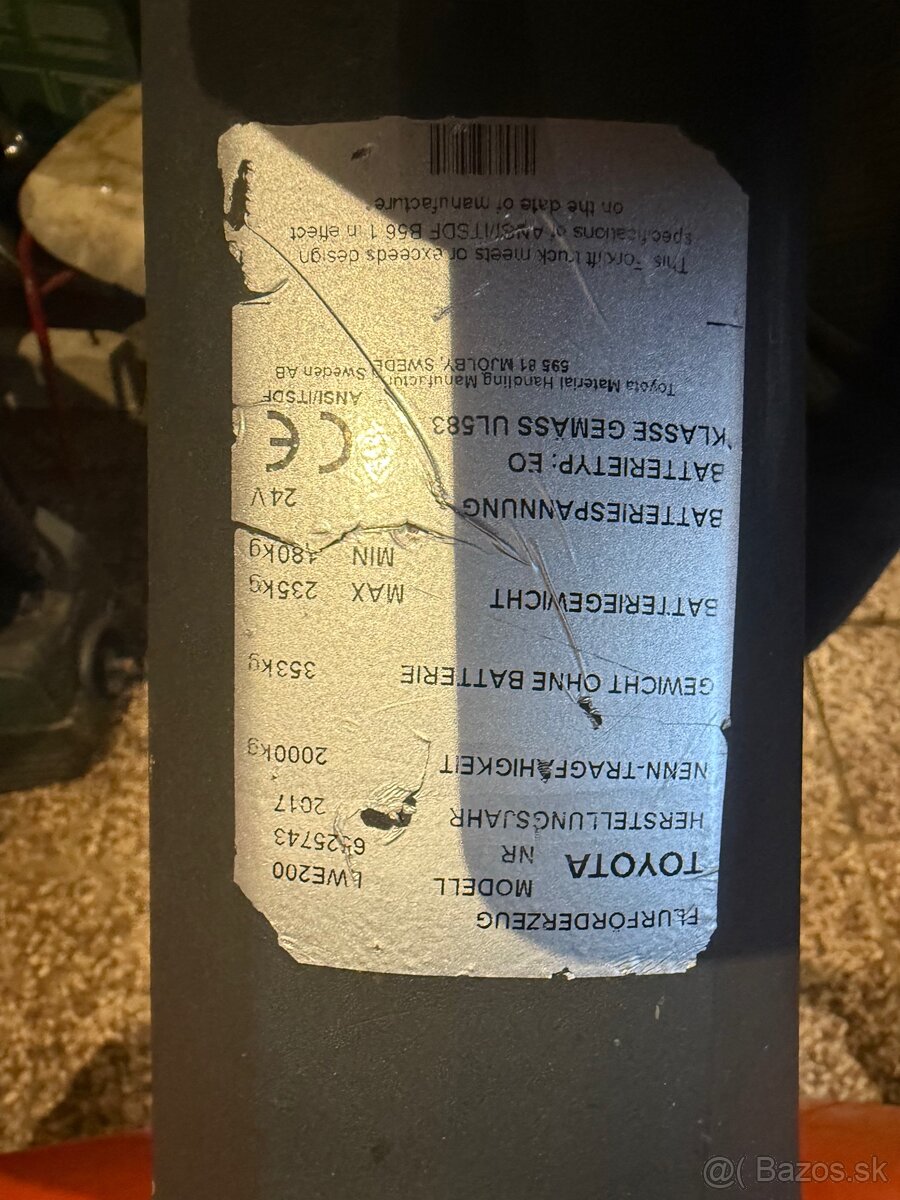 FLURFÖRDERZEUG
MODELL LWE200
TOYOTA NR
HERSTELLUNGSJAHR 2017
NENN-TRAGFÄHIGKEIT 2000kg
GEWICHT OHNE BATTERIE 353kg
BATTERIEGEWICHT MAX 235kg
MIN 180kg
BATTERIESPANNUNG 24V
BATTERIETYP: EO
KLASSE GEMÄSS UL583
CE
ANSI/ITSDF
Toyota Material Handling Manufacturing Sweden AB
595 81 MJÖLBY, SWEDEN
This forklift truck meets or exceeds design
specifications of ANSI/ITSDF B56.1 in effect
on the date of manufacture
@( Bazos.sk